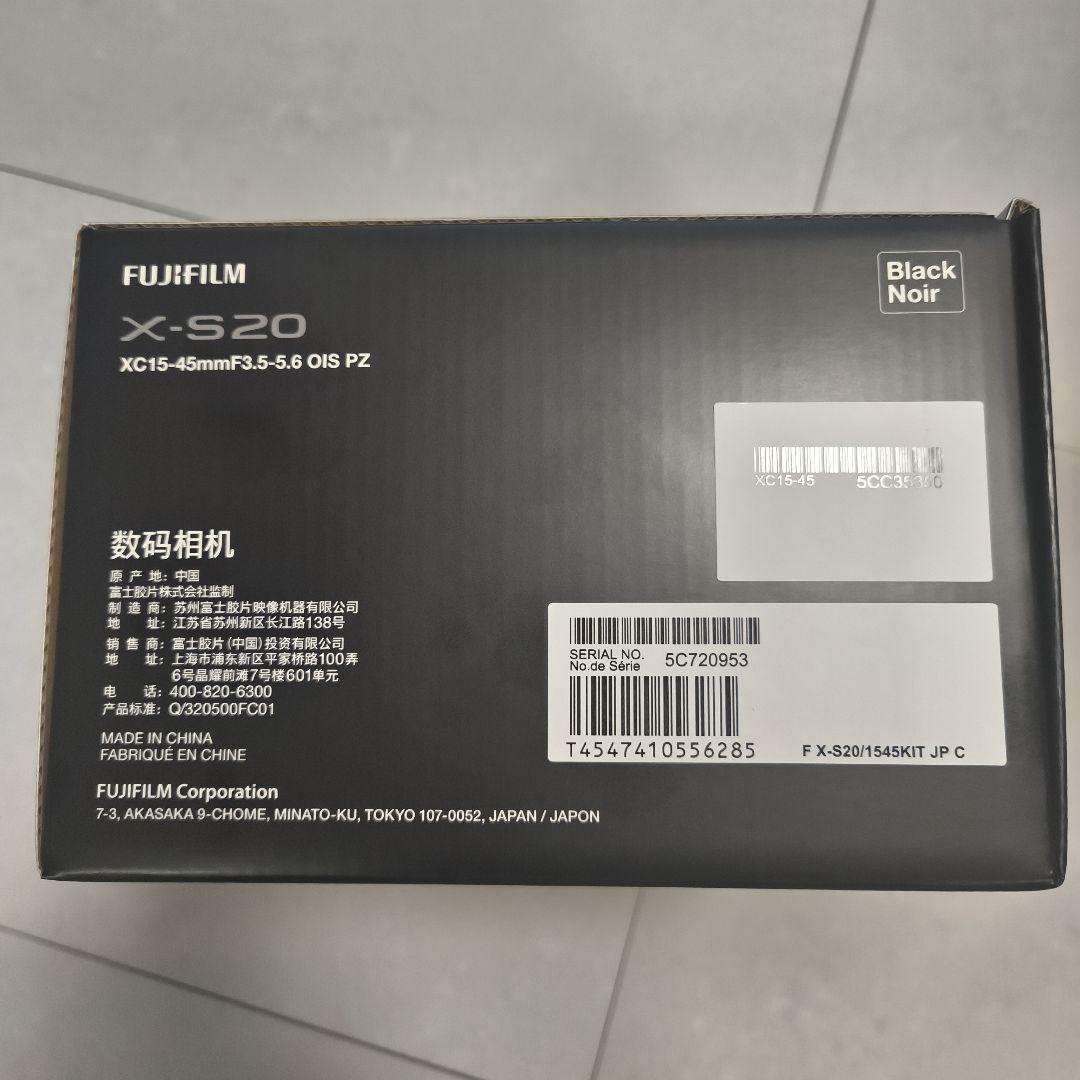 FUJIFILM
X-S20
XC15-45mmF3.5-5.6 OIS PZ
Black
Noir
XC15-45
数码相机
原 产 地: 中国
富士胶片株式会社监制
制 造 商: 苏州富士胶片映像机器有限公司
地 址: 江苏省苏州新区长江路138号
销 售 商: 富士胶片(中国)投资有限公司
地 址: 上海市浦东新区平家桥路100弄
6号晶耀前滩7号楼601单元
电 话: 400-820-6300
产品标准: Q/320500FC01
MADE IN CHINA
FABRIQUÉ EN CHINE
SERIAL NO.
No.de Série 5C720953
T4547410556285
F X-S20/1545KIT JP C
FUJIFILM Corporation
7-3, AKASAKA 9-CHOME, MINATO-KU, TOKYO 107-0052, JAPAN / JAPON